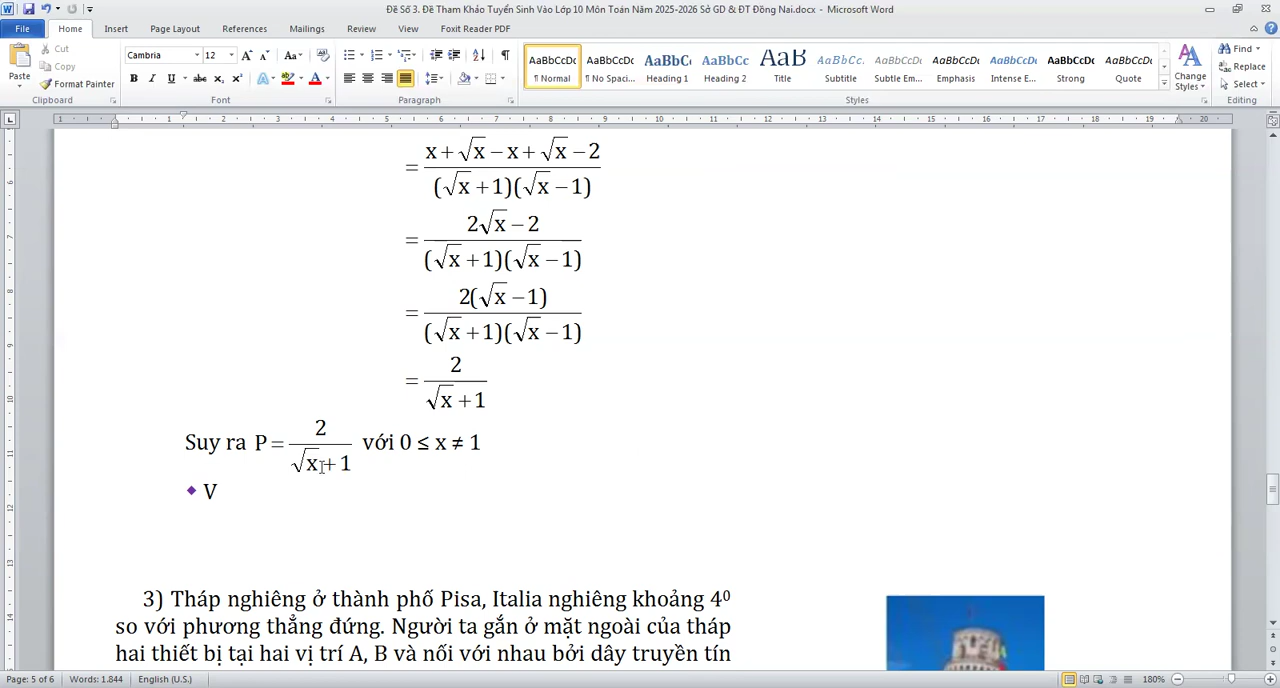 Đề Số 3. Đề Tham Khảo Tuyển Sinh Vào Lớp 10 Môn Toán Năm 2025-2026 Sở GD & ĐT Đồng Nai.docx - Microsoft Word
File Home Insert Page Layout References Mailings Review View Foxit Reader PDF
Cut
Copy
Paste
Format Painter
Clipboard
Cambria 12
Font
Paragraph
AaBbCcDc AaBbCcDc AaBbC AaBbCc AaB AaBbCc. AaBbCcDc AaBbCcDc AaBbCcDc AaBbCcDc AaBbCcDc
¶ Normal ¶ No Spaci... Heading 1 Heading 2 Title Subtitle Subtle Em... Emphasis Intense E... Strong Quote
Styles
Change Styles
Find
Replace
Select
Editing
= (x + √x − x + √x − 2) / ((√x + 1)(√x − 1))
= (2√x − 2) / ((√x + 1)(√x − 1))
= 2(√x − 1) / ((√x + 1)(√x − 1))
= 2 / (√x + 1)
Suy ra P = 2 / (√x + 1) với 0 ≤ x ≠ 1
◆ V
3) Tháp nghiêng ở thành phố Pisa, Italia nghiêng khoảng 4⁰
so với phương thẳng đứng. Người ta gắn ở mặt ngoài của tháp
hai thiết bị tại hai vị trí A, B và nối với nhau bởi dây truyền tín
Page: 5 of 6 Words: 1.844 English (U.S.) 180%